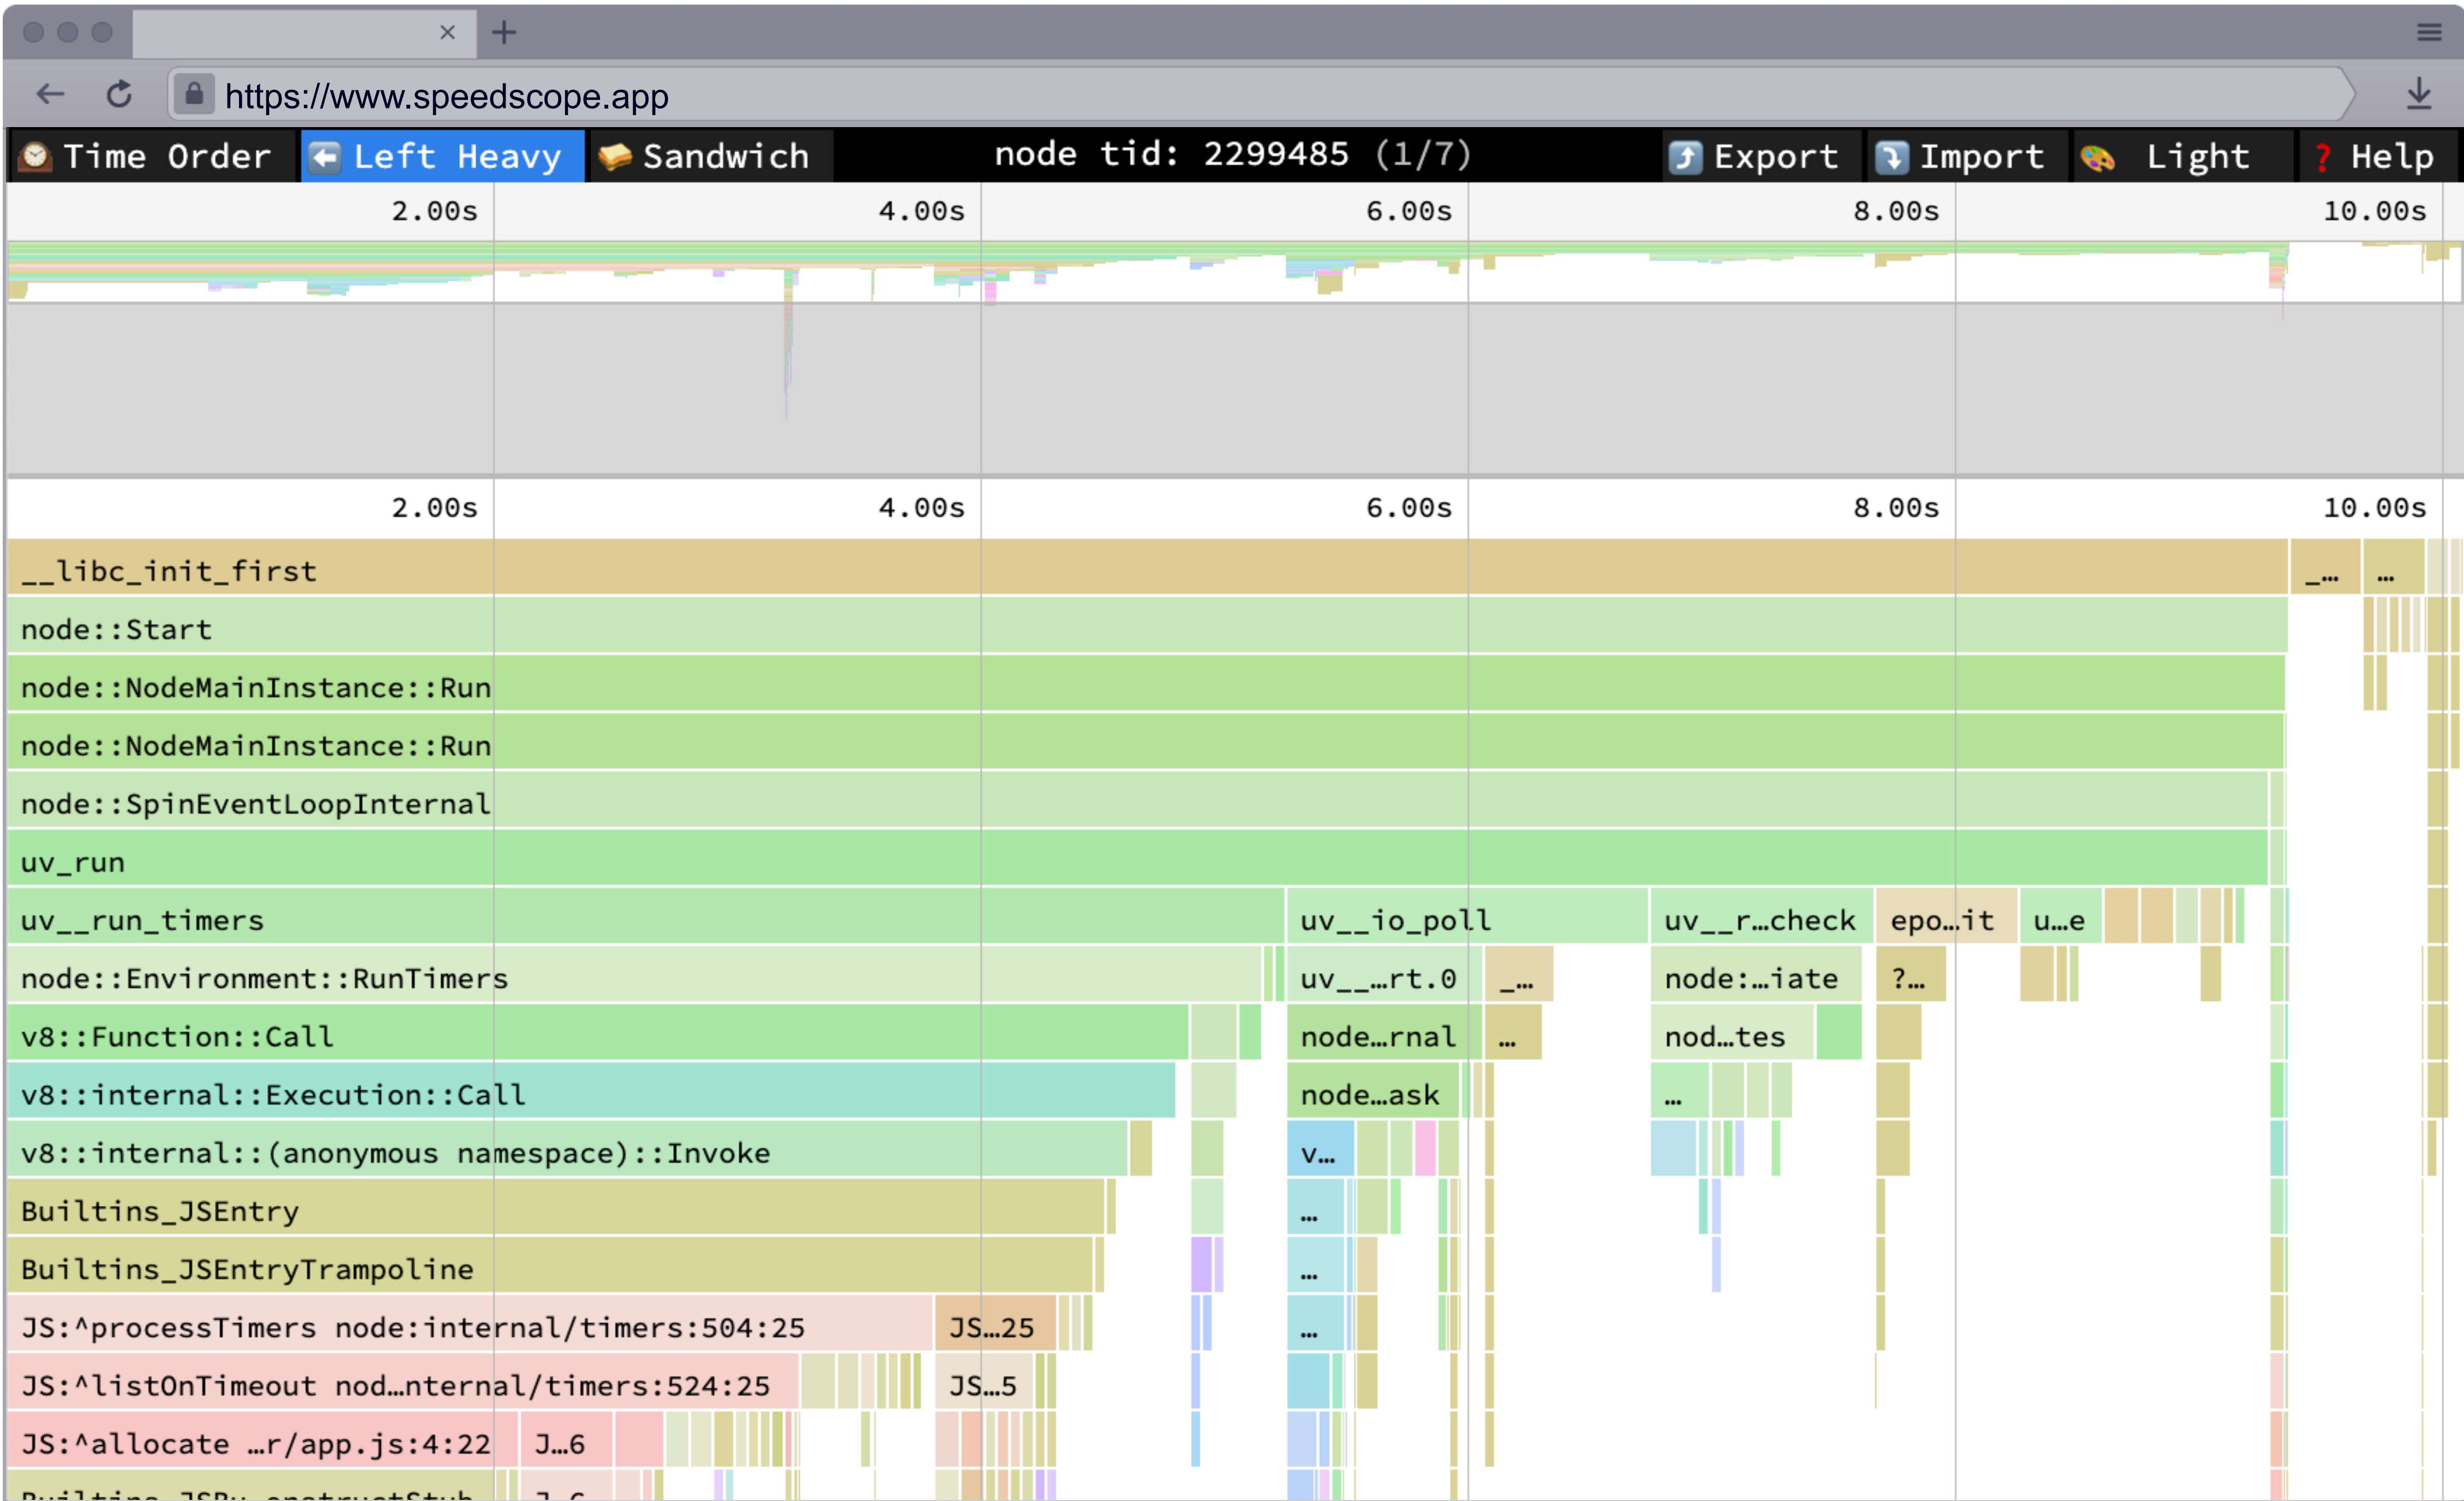 https://www.speedscope.app
Time Order Left Heavy Sandwich node tid: 2299485 (1/7) Export Import Light ? Help
2.00s 4.00s 6.00s 8.00s 10.00s
2.00s 4.00s 6.00s 8.00s 10.00s
__libc_init_first _… …
node::Start
node::NodeMainInstance::Run
node::NodeMainInstance::Run
node::SpinEventLoopInternal
uv_run
uv__run_timers uv__io_poll uv__r…check epo…it u…e
node::Environment::RunTimers uv__…rt.0 _… node:…iate ?…
v8::Function::Call node…rnal … nod…tes
v8::internal::Execution::Call node…ask …
v8::internal::(anonymous namespace)::Invoke v…
Builtins_JSEntry …
Builtins_JSEntryTrampoline …
JS:^processTimers node:internal/timers:504:25 JS…25 …
JS:^listOnTimeout nod…nternal/timers:524:25 JS…5
JS:^allocate …r/app.js:4:22 J…6